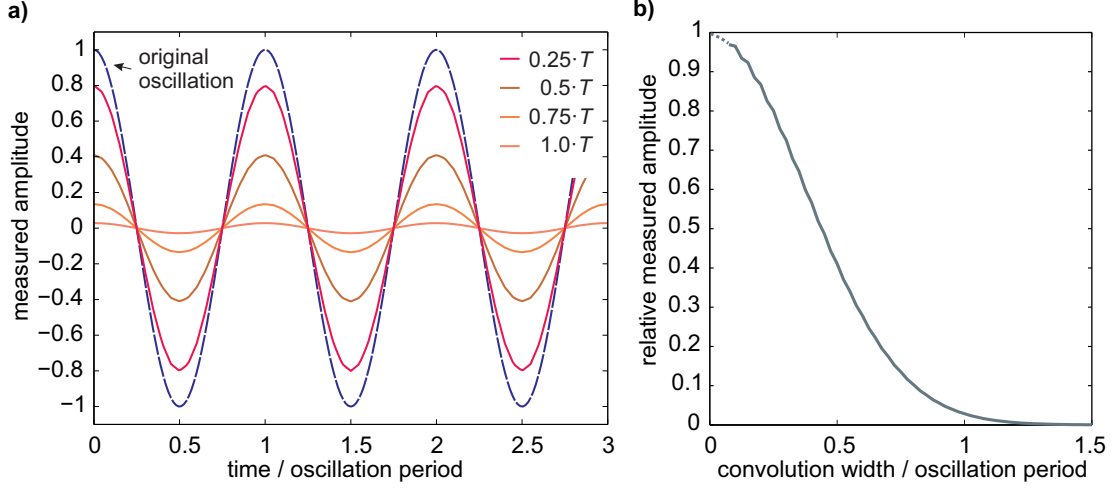 a)
original
oscillation
0.25·T
0.5·T
0.75·T
1.0·T
1
0.8
0.6
0.4
0.2
0
−0.2
−0.4
−0.6
−0.8
−1
measured amplitude
0 0.5 1 1.5 2 2.5 3
time / oscillation period
b)
1
0.9
0.8
0.7
0.6
0.5
0.4
0.3
0.2
0.1
0
relative measured amplitude
0 0.5 1 1.5
convolution width / oscillation period